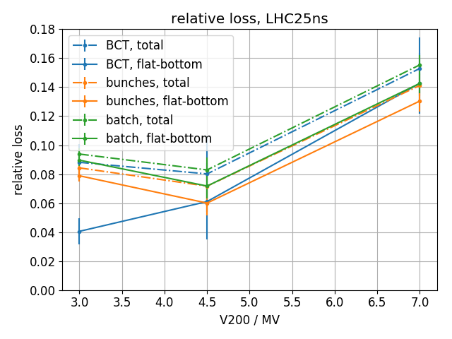 relative loss, LHC25ns
0.18
0.16
0.14
0.12
0.10
0.08
0.06
0.04
0.02
0.00
relative loss
BCT, total
BCT, flat-bottom
bunches, total
bunches, flat-bottom
batch, total
batch, flat-bottom
3.0 3.5 4.0 4.5 5.0 5.5 6.0 6.5 7.0
V200 / MV